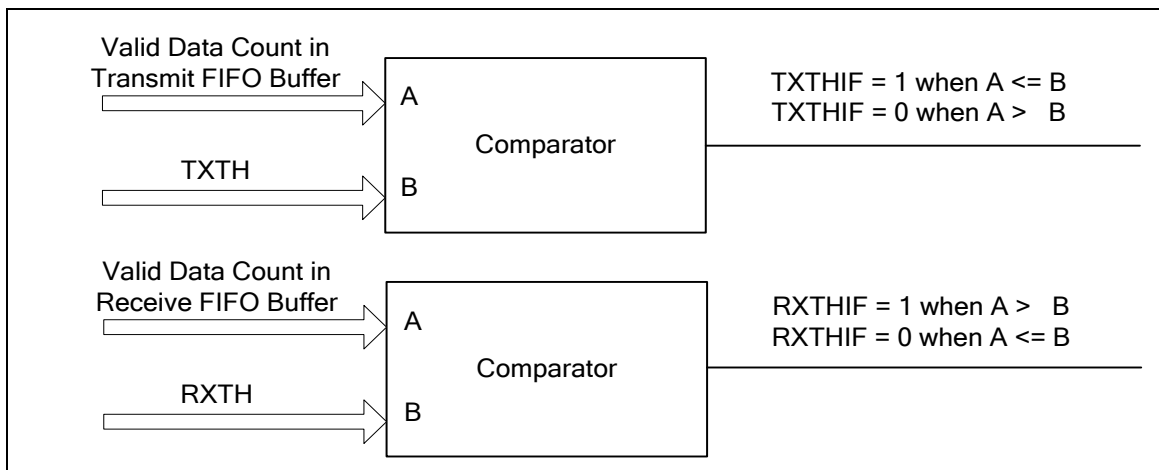 Valid Data Count in
Transmit FIFO Buffer
A
TXTH
B
Comparator
TXTHIF = 1 when A <= B
TXTHIF = 0 when A > B
Valid Data Count in
Receive FIFO Buffer
A
RXTH
B
Comparator
RXTHIF = 1 when A > B
RXTHIF = 0 when A <= B